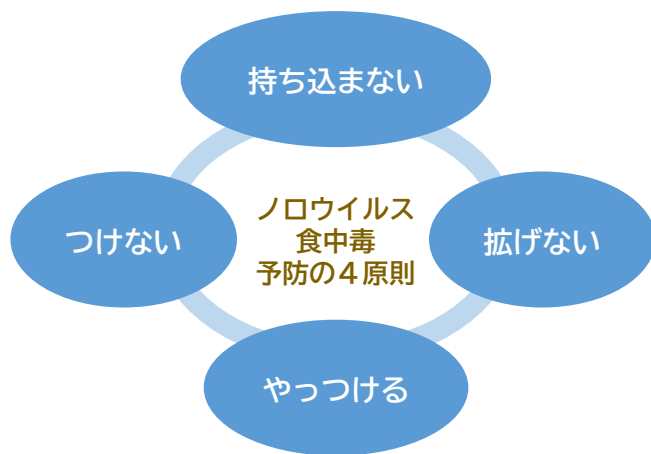 持ち込まない
つけない
ノロウイルス
食中毒
予防の４原則
拡げない
やっつける